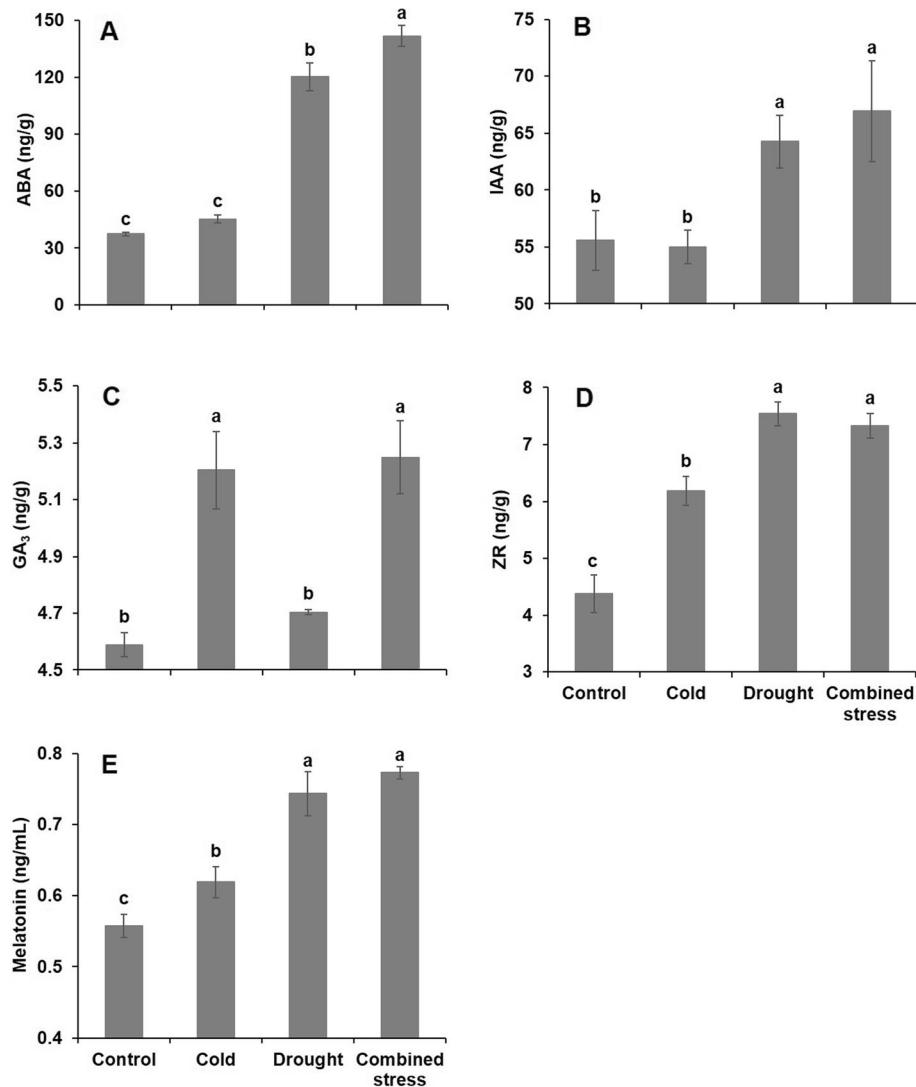 A
ABA (ng/g)
150
120
90
60
30
0
c
c
b
a
B
IAA (ng/g)
75
70
65
60
55
50
b
b
a
a
C
GA3 (ng/g)
5.5
5.3
5.1
4.9
4.7
4.5
b
a
b
a
D
ZR (ng/g)
8
7
6
5
4
3
c
b
a
a
Control Cold Drought Combined
stress
E
Melatonin (ng/mL)
0.8
0.7
0.6
0.5
0.4
c
b
a
a
Control Cold Drought Combined
stress